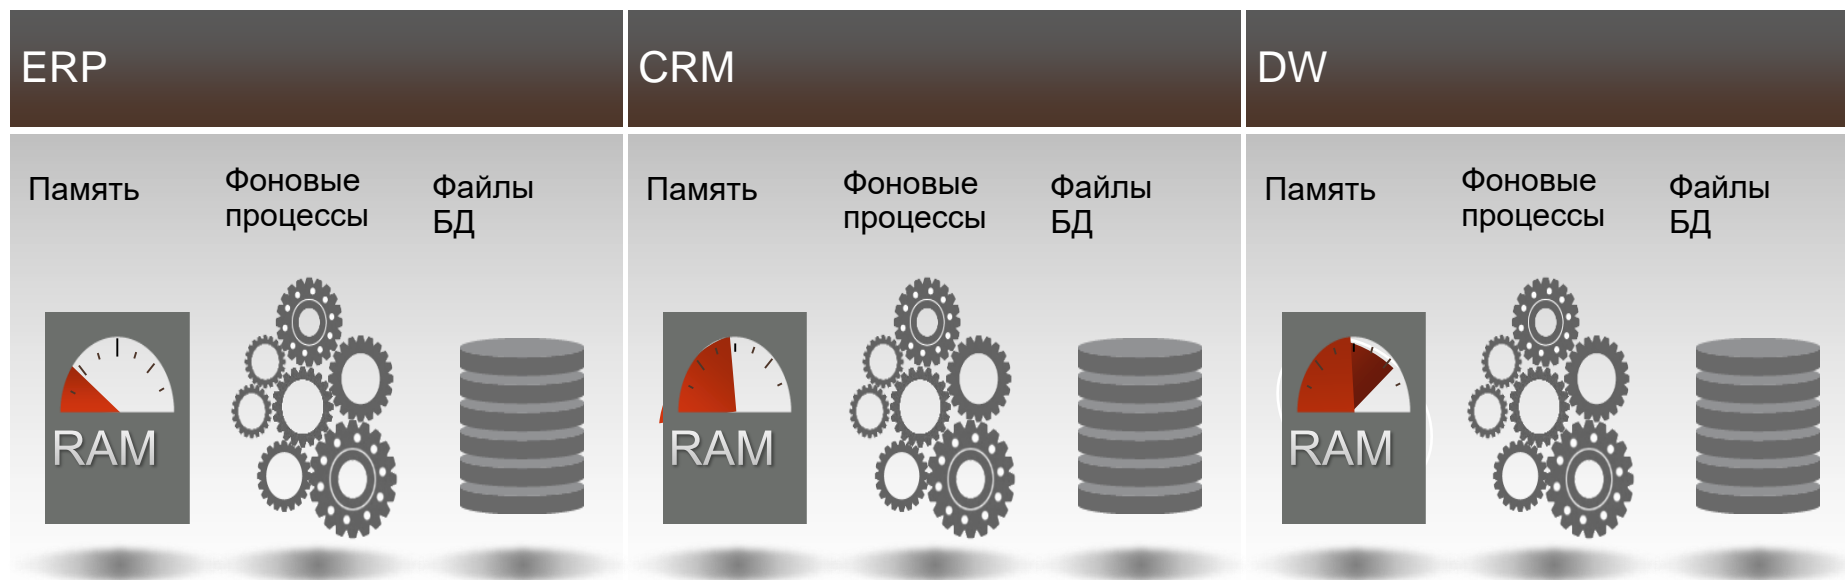 ERP
Память
Фоновые
процессы
Файлы
БД
RAM
CRM
Память
Фоновые
процессы
Файлы
БД
RAM
DW
Память
Фоновые
процессы
Файлы
БД
RAM